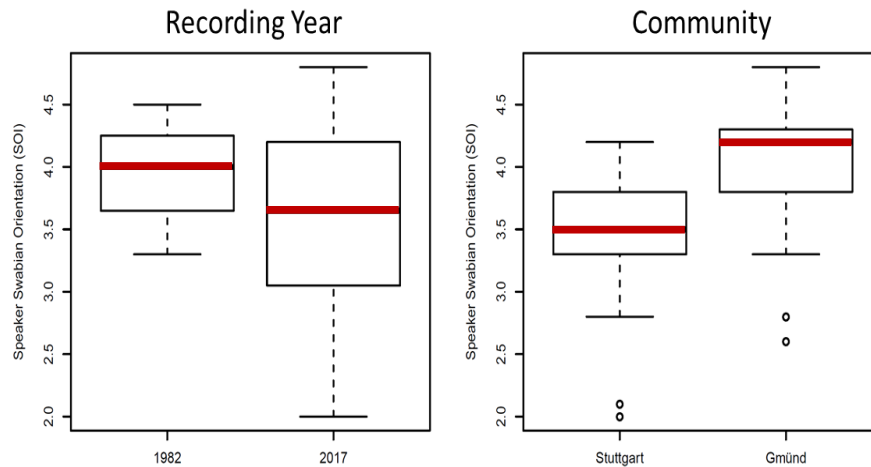 Recording Year
Speaker Swabian Orientation (SOI)
4.5
4.0
3.5
3.0
2.5
2.0
1982 2017
Community
Speaker Swabian Orientation (SOI)
4.5
4.0
3.5
3.0
2.5
2.0
Stuttgart Gmünd